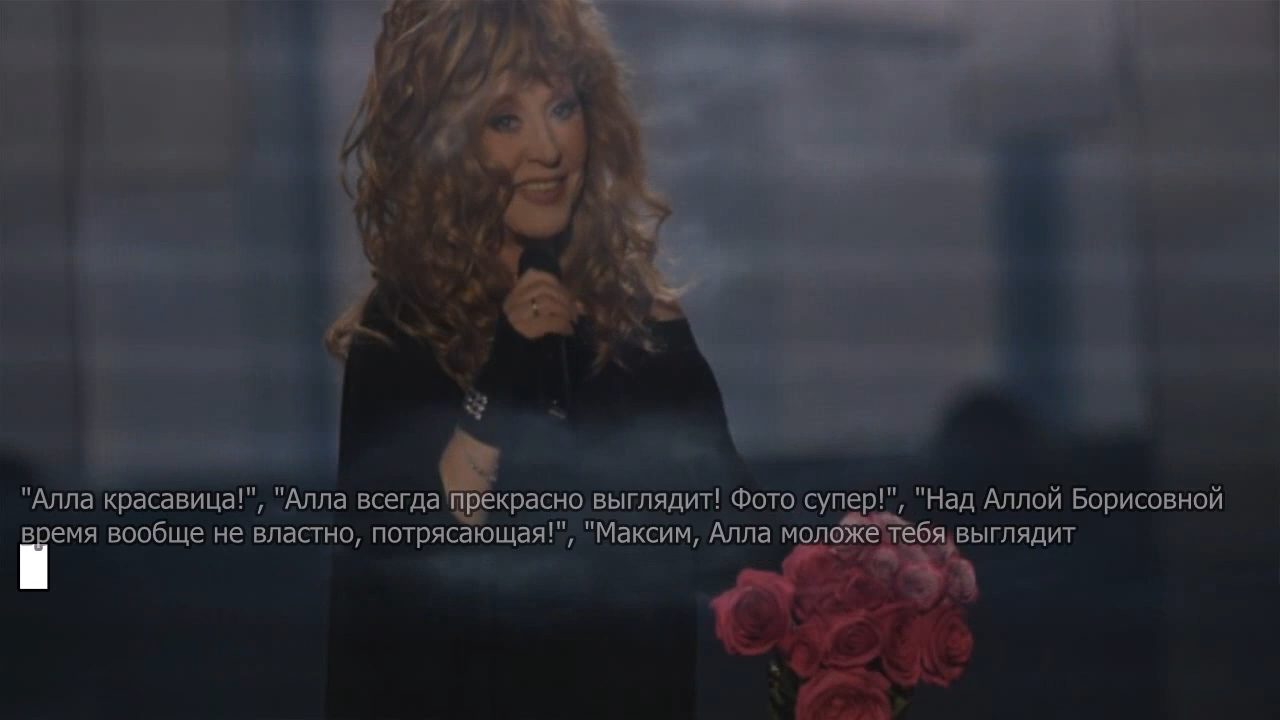 "Алла красавица!", "Алла всегда прекрасно выглядит! Фото супер!", "Над Аллой Борисовной
время вообще не властно, потрясающая!", "Максим, Алла моложе тебя выглядит